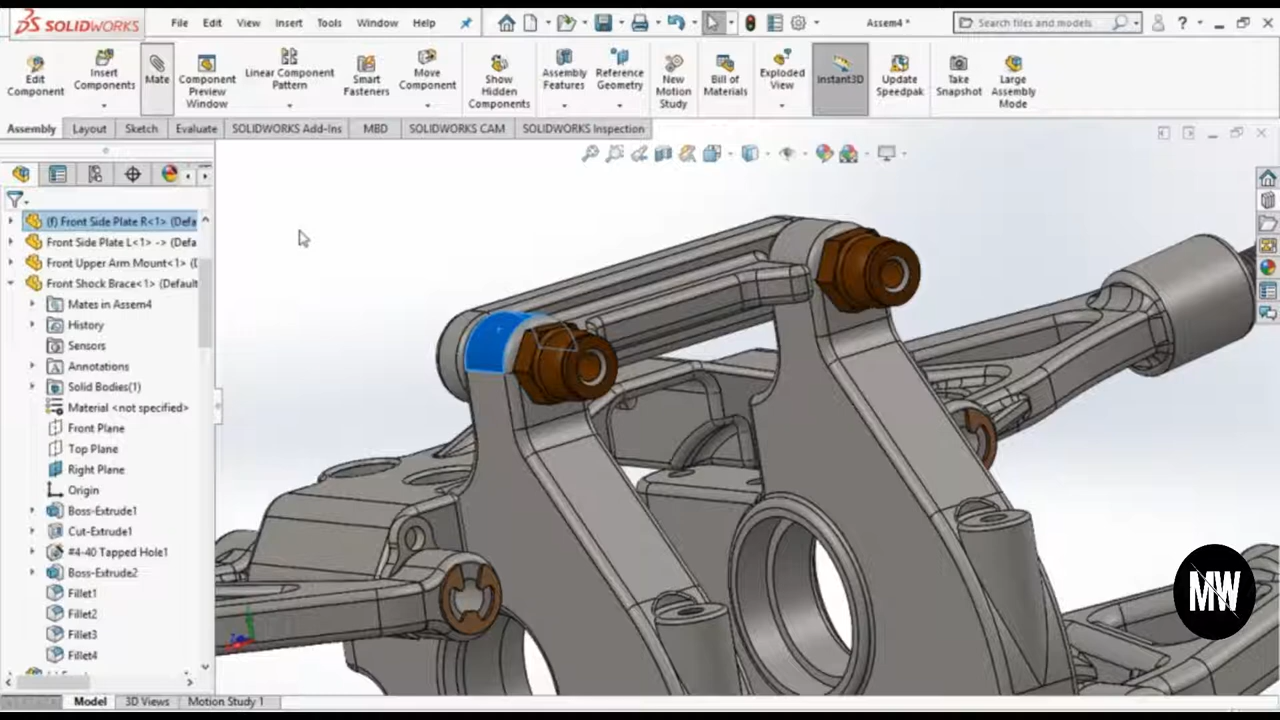 SOLIDWORKS
File Edit View Insert Tools Window Help
Assem4 *
Search files and models
Edit Component
Insert Components
Mate
Component Preview Window
Linear Component Pattern
Smart Fasteners
Move Component
Show Hidden Components
Assembly Features
Reference Geometry
New Motion Study
Bill of Materials
Exploded View
Instant3D
Update Speedpak
Take Snapshot
Large Assembly Mode
Assembly Layout Sketch Evaluate SOLIDWORKS Add-Ins MBD SOLIDWORKS CAM SOLIDWORKS Inspection
(f) Front Side Plate R<1> (Defa
Front Side Plate L<1> -> (Defa
Front Upper Arm Mount<1> (D
Front Shock Brace<1> (Default
Mates in Assem4
History
Sensors
Annotations
Solid Bodies(1)
Material <not specified>
Front Plane
Top Plane
Right Plane
Origin
Boss-Extrude1
Cut-Extrude1
#4-40 Tapped Hole1
Boss-Extrude2
Fillet1
Fillet2
Fillet3
Fillet4
MW
Model 3D Views Motion Study 1